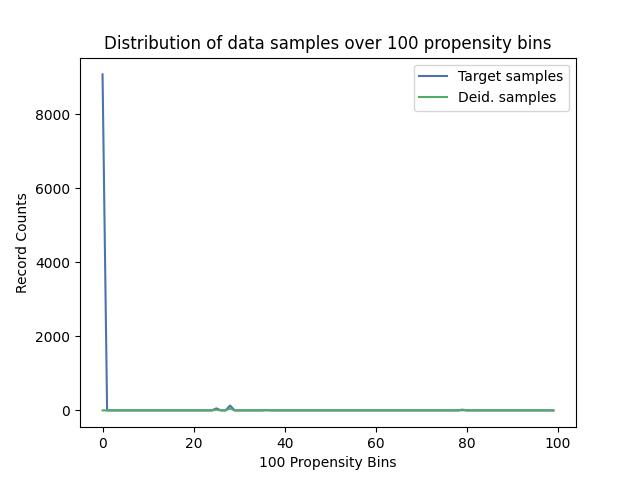 Distribution of data samples over 100 propensity bins
Target samples
Deid. samples
8000
6000
4000
2000
0
Record Counts
0 20 40 60 80 100
100 Propensity Bins